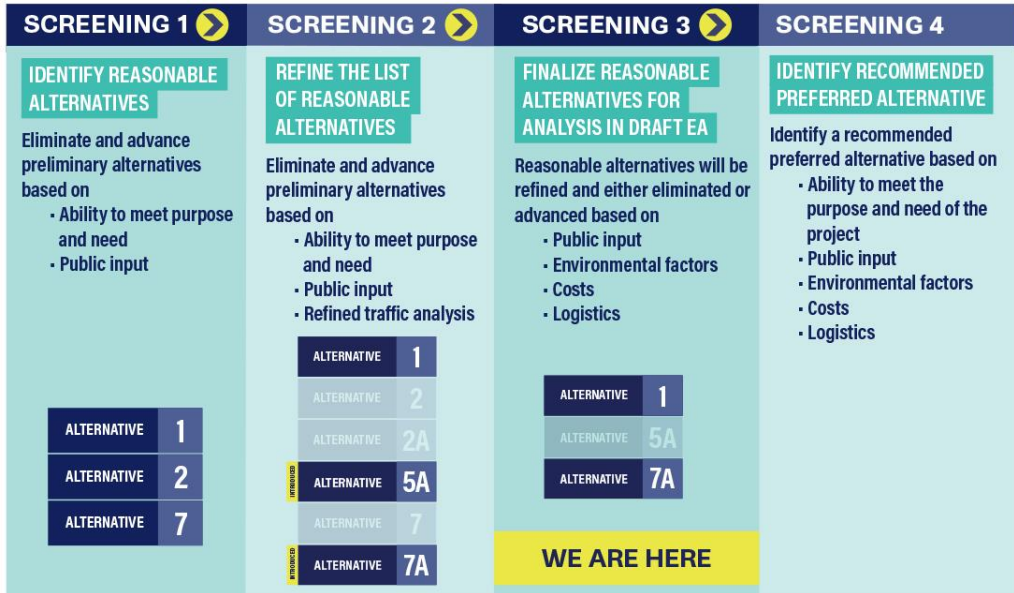 SCREENING 1
IDENTIFY REASONABLE
ALTERNATIVES
Eliminate and advance
preliminary alternatives
based on
• Ability to meet purpose
and need
• Public input
ALTERNATIVE 1
ALTERNATIVE 2
ALTERNATIVE 7
SCREENING 2
REFINE THE LIST
OF REASONABLE
ALTERNATIVES
Eliminate and advance
preliminary alternatives
based on
• Ability to meet purpose
and need
• Public input
• Refined traffic analysis
ALTERNATIVE 1
ALTERNATIVE 2
ALTERNATIVE 2A
INTRODUCED ALTERNATIVE 5A
ALTERNATIVE 7
INTRODUCED ALTERNATIVE 7A
SCREENING 3
FINALIZE REASONABLE
ALTERNATIVES FOR
ANALYSIS IN DRAFT EA
Reasonable alternatives will be
refined and either eliminated or
advanced based on
• Public input
• Environmental factors
• Costs
• Logistics
ALTERNATIVE 1
ALTERNATIVE 5A
ALTERNATIVE 7A
WE ARE HERE
SCREENING 4
IDENTIFY RECOMMENDED
PREFERRED ALTERNATIVE
Identify a recommended
preferred alternative based on
• Ability to meet the
purpose and need of the
project
• Public input
• Environmental factors
• Costs
• Logistics